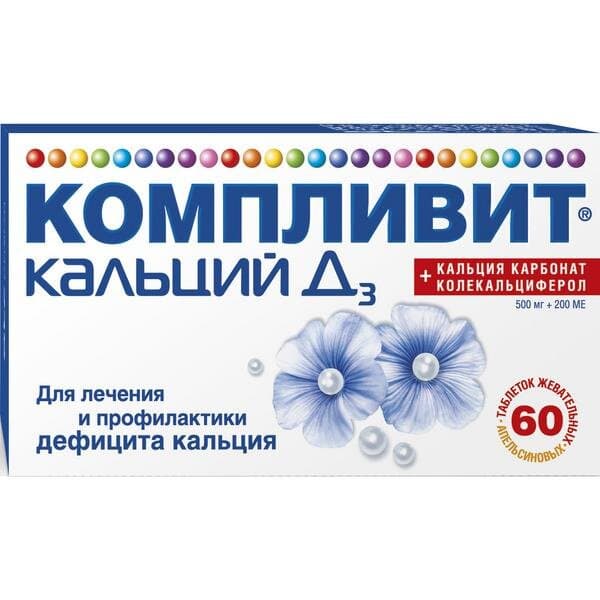 КОМПЛИВИТ®
КАЛЬЦИЙ Д3
+ КАЛЬЦИЯ КАРБОНАТ
КОЛЕКАЛЬЦИФЕРОЛ
500 мг + 200 МЕ
Для лечения
и профилактики
дефицита кальция
ТАБЛЕТОК ЖЕВАТЕЛЬНЫХ
60
АПЕЛЬСИНОВЫХ